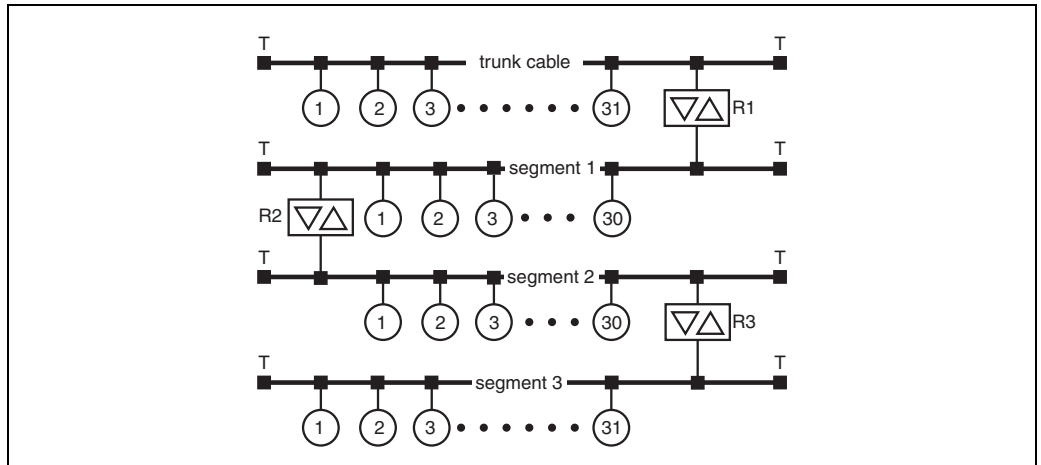 T T
trunk cable
1 2 3 31 R1
T T
segment 1
R2 1 2 3 30
T T
segment 2
1 2 3 30 R3
T T
segment 3
1 2 3 31